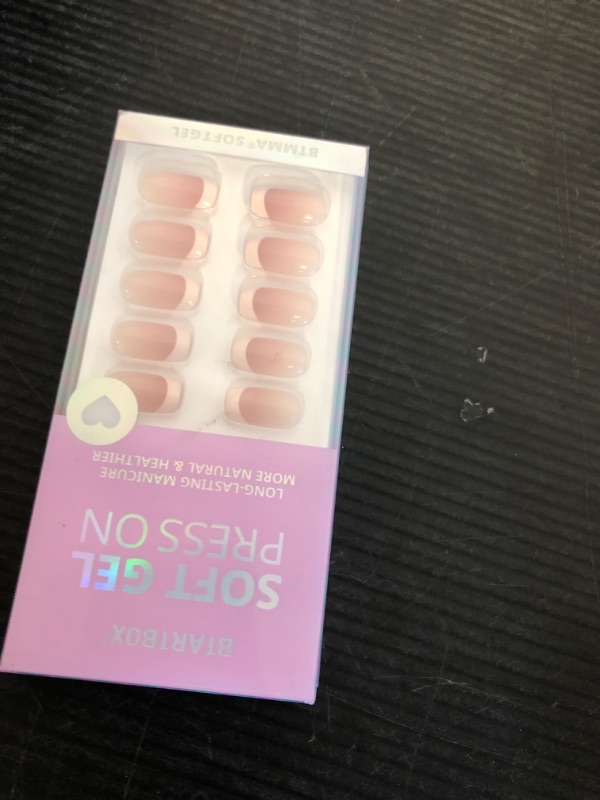 BTARTBOX
SOFT GEL
PRESS ON
LONG-LASTING MANICURE
MORE NATURAL & HEALTHIER
BTMMA® SOFTGEL